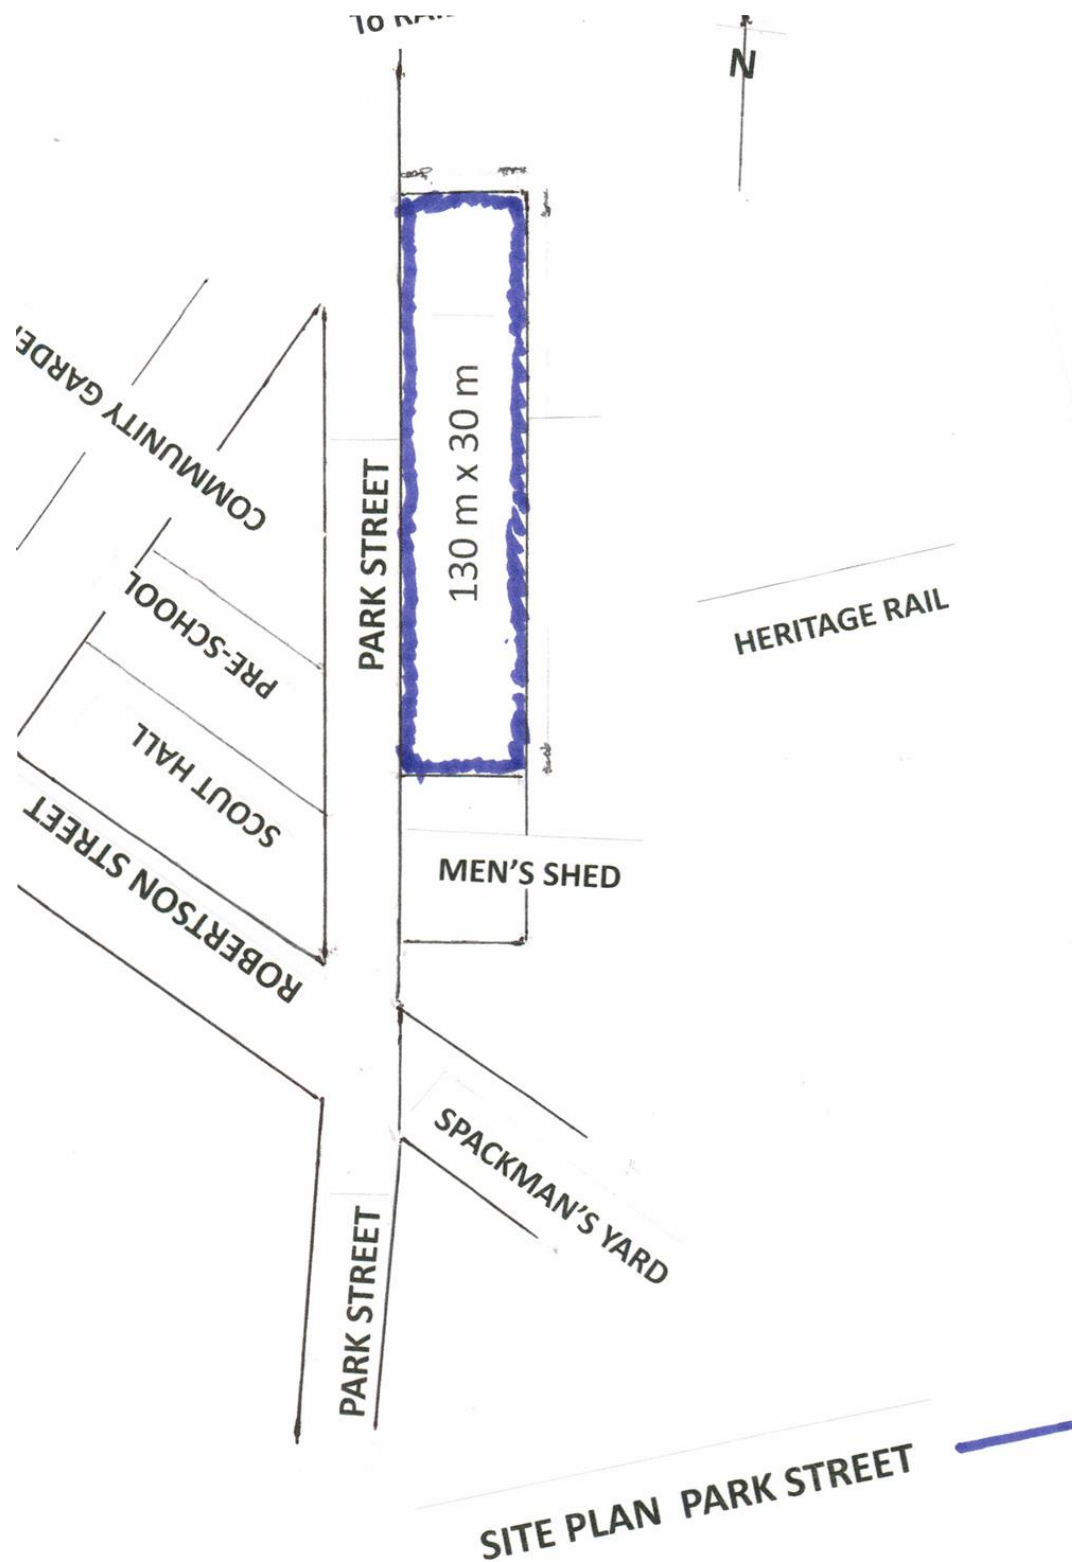 To
N
COMMUNITY
PARK STREET
130 m x 30 m
PRE-SCHOOL
HERITAGE RAIL
SCOUT HALL
ROBERTSON STREET
MEN'S SHED
SPACKMAN'S YARD
PARK STREET
SITE PLAN PARK STREET